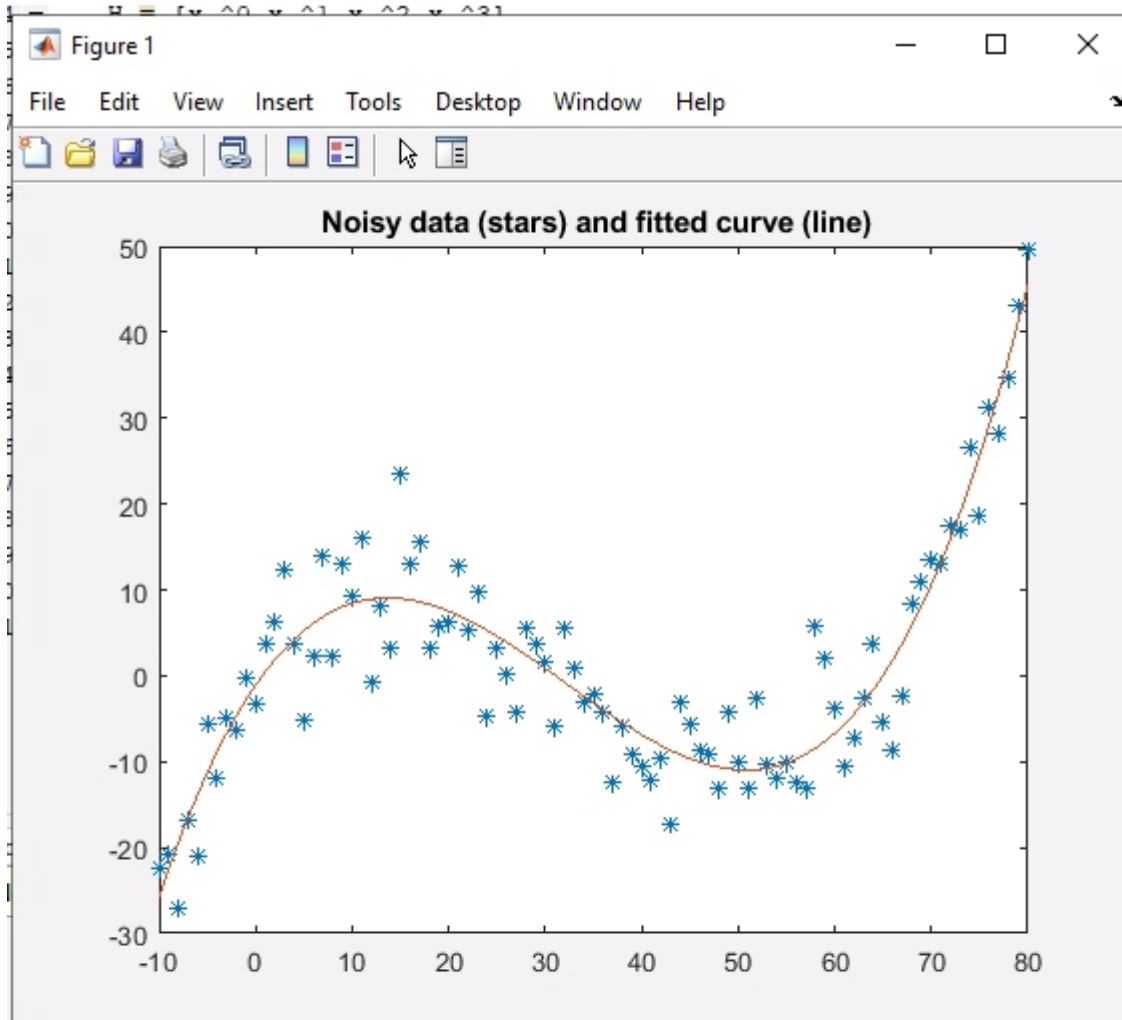 Figure 1
File Edit View Insert Tools Desktop Window Help
Noisy data (stars) and fitted curve (line)
50
40
30
20
10
0
-10
-20
-30
-10 0 10 20 30 40 50 60 70 80